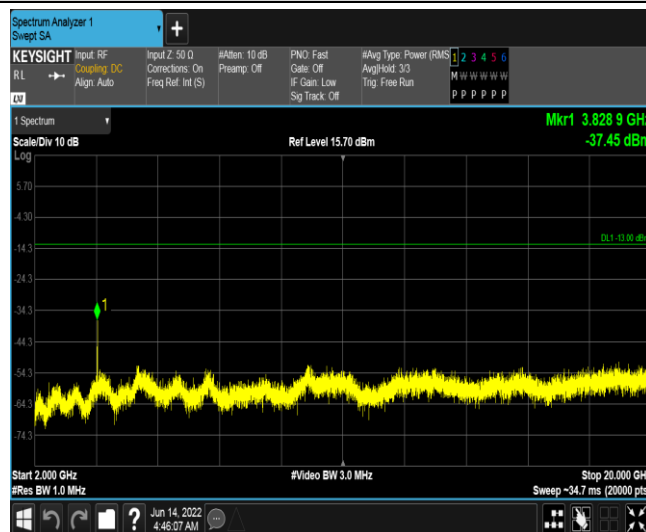 Spectrum Analyzer 1
Swept SA
+
KEYSIGHT
RL
Input: RF
Coupling: DC
Align: Auto
Input Z: 50 Ω
Corrections: On
Freq Ref: Int (S)
#Atten: 10 dB
Preamp: Off
PNO: Fast
Gate: Off
IF Gain: Low
Sig Track: Off
#Avg Type: Power (RMS
Avg|Hold: 3/3
Trig: Free Run
1 2 3 4 5 6
M W W W W W
P P P P P P
1 Spectrum
Mkr1 3.828 9 GHz
Scale/Div 10 dB
Ref Level 15.70 dBm
-37.45 dBm
Log
5.70
-4.30
DL1 -13.00 dBm
-14.3
-24.3
1
-34.3
-44.3
-54.3
-64.3
-74.3
Start 2.000 GHz
#Video BW 3.0 MHz
Stop 20.000 GHz
#Res BW 1.0 MHz
Sweep ~34.7 ms (20000 pts
?
Jun 14, 2022
4:46:07 AM